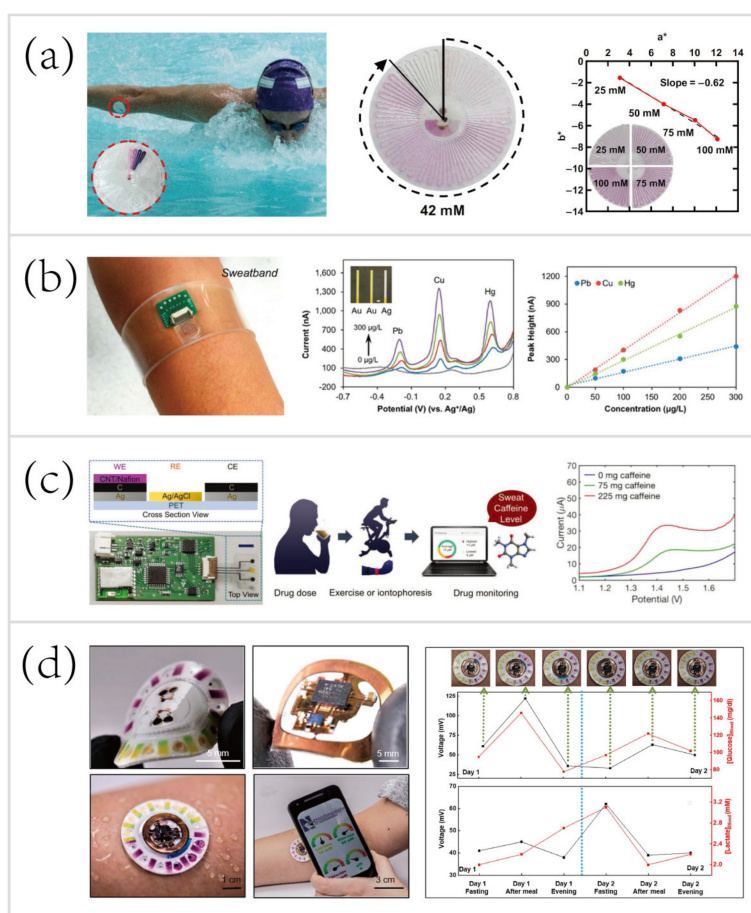 (a)
42 mM
a*
0 2 4 6 8 10 12 14
0
−2
−4
−6
−8
−10
−12
−14
b*
Slope = −0.62
25 mM
50 mM
75 mM
100 mM
25 mM 50 mM
100 mM 75 mM
(b)
Sweatband
1,600
1,300
1,000
700
400
100
-200
Current (nA)
Au Au Ag
300 µg/L
0 µg/L
Pb
Cu
Hg
-0.7 -0.4 -0.1 0.2 0.5 0.8
Potential (V) (vs. Ag⁺/Ag)
Pb Cu Hg
1200
900
600
300
0
Peak Height (nA)
0 50 100 150 200 250 300
Concentration (µg/L)
(c)
WE RE CE
CNT/Nafion
C C
Ag Ag/AgCl Ag
PET
Cross Section View
Top View
Drug dose
Exercise or iontophoresis
Sweat
Caffeine
Level
Drug monitoring
70
60
50
40
30
20
10
0
Current (µA)
0 mg caffeine
75 mg caffeine
225 mg caffeine
1.1 1.2 1.3 1.4 1.5 1.6
Potential (V)
(d)
5 mm
5 mm
1 cm
3 cm
125
100
75
50
25
Voltage (mV)
160
140
120
100
80
[Glucose]Blood (mg/dl)
Day 1
Day 2
70
60
50
40
30
Voltage (mV)
3.2
2.8
2.4
2.0
[Lactate]Blood (mM)
Day 1
Day 2
Day 1 Day 1 Day 1 Day 2 Day 2 Day 2
Fasting After meal Evening Fasting After meal Evening